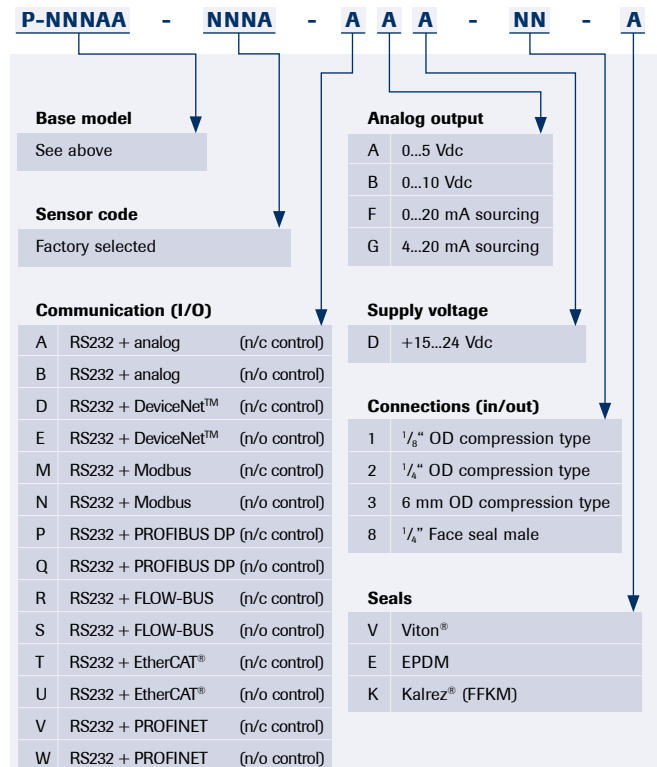 P-NNNAA - NNNA - A A A - NN - A
Base model
See above
Sensor code
Factory selected
Communication (I/O)
A RS232 + analog (n/c control)
B RS232 + analog (n/o control)
D RS232 + DeviceNet™ (n/c control)
E RS232 + DeviceNet™ (n/o control)
M RS232 + Modbus (n/c control)
N RS232 + Modbus (n/o control)
P RS232 + PROFIBUS DP (n/c control)
Q RS232 + PROFIBUS DP (n/o control)
R RS232 + FLOW-BUS (n/c control)
S RS232 + FLOW-BUS (n/o control)
T RS232 + EtherCAT® (n/c control)
U RS232 + EtherCAT® (n/o control)
V RS232 + PROFINET (n/c control)
W RS232 + PROFINET (n/o control)
Analog output
A 0...5 Vdc
B 0...10 Vdc
F 0...20 mA sourcing
G 4...20 mA sourcing
Supply voltage
D +15...24 Vdc
Connections (in/out)
1 1/8“ OD compression type
2 1/4“ OD compression type
3 6 mm OD compression type
8 1/4” Face seal male
Seals
V Viton®
E EPDM
K Kalrez® (FFKM)